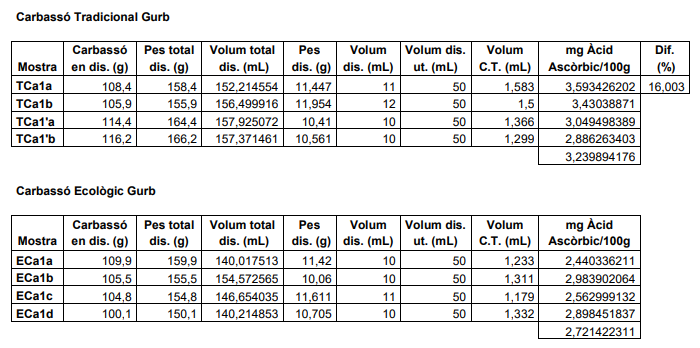 Carbassó Tradicional Gurb
Mostra Carbassó en dis. (g) Pes total dis. (g) Volum total dis. (mL) Pes dis. (g) Volum dis. (mL) Volum dis. ut. (mL) Volum C.T. (mL) mg Àcid Ascòrbic/100g Dif. (%)
TCa1a 108,4 158,4 152,214554 11,447 11 50 1,583 3,593426202 16,003
TCa1b 105,9 155,9 156,499916 11,954 12 50 1,5 3,43038871
TCa1'a 114,4 164,4 157,925072 10,41 10 50 1,366 3,049498389
TCa1'b 116,2 166,2 157,371461 10,561 10 50 1,299 2,886263403
3,239894176
Carbassó Ecològic Gurb
Mostra Carbassó en dis. (g) Pes total dis. (g) Volum total dis. (mL) Pes dis. (g) Volum dis. (mL) Volum dis. ut. (mL) Volum C.T. (mL) mg Àcid Ascòrbic/100g
ECa1a 109,9 159,9 140,017513 11,42 10 50 1,233 2,440336211
ECa1b 105,5 155,5 154,572565 10,06 10 50 1,311 2,983902064
ECa1c 104,8 154,8 146,654035 11,611 11 50 1,179 2,562999132
ECa1d 100,1 150,1 140,214853 10,705 10 50 1,332 2,898451837
2,721422311